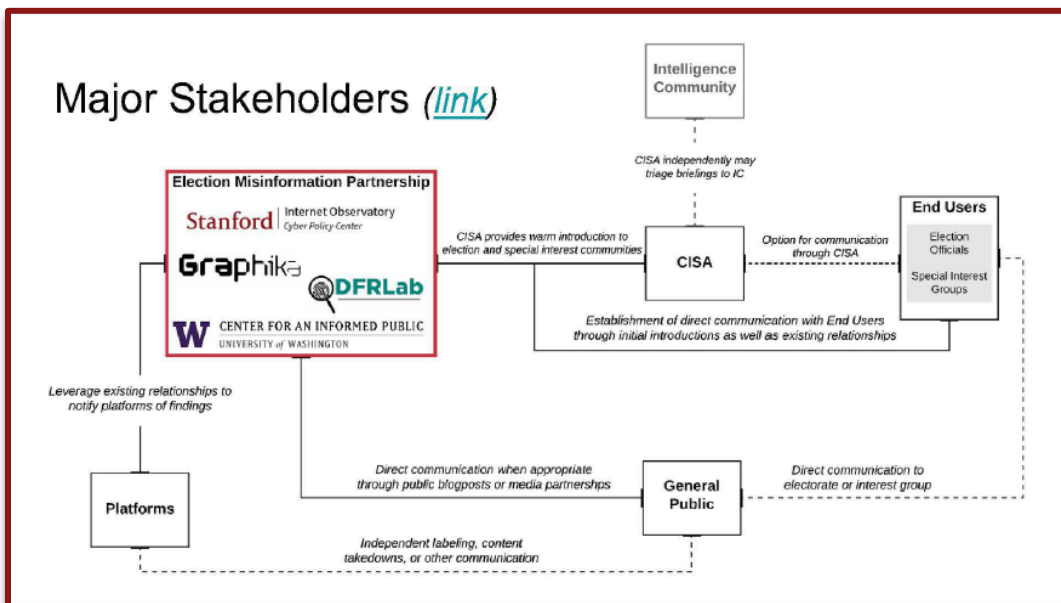 Major Stakeholders (link)
Intelligence
Community
CISA independently may
triage briefings to IC
Election Misinformation Partnership
Stanford | Internet Observatory
Cyber Policy Center
Graphika
DFRLab
W CENTER FOR AN INFORMED PUBLIC
UNIVERSITY of WASHINGTON
CISA provides warm introduction to
election and special interest communities
CISA
Option for communication
through CISA
End Users
Election
Officials
Special Interest
Groups
Establishment of direct communication with End Users
through initial introductions as well as existing relationships
Leverage existing relationships to
notify platforms of findings
Platforms
Direct communication when appropriate
through public blogposts or media partnershps
General
Public
Direct communication to
electorate or interest group
Independent labeling, content
takedowns, or other communication